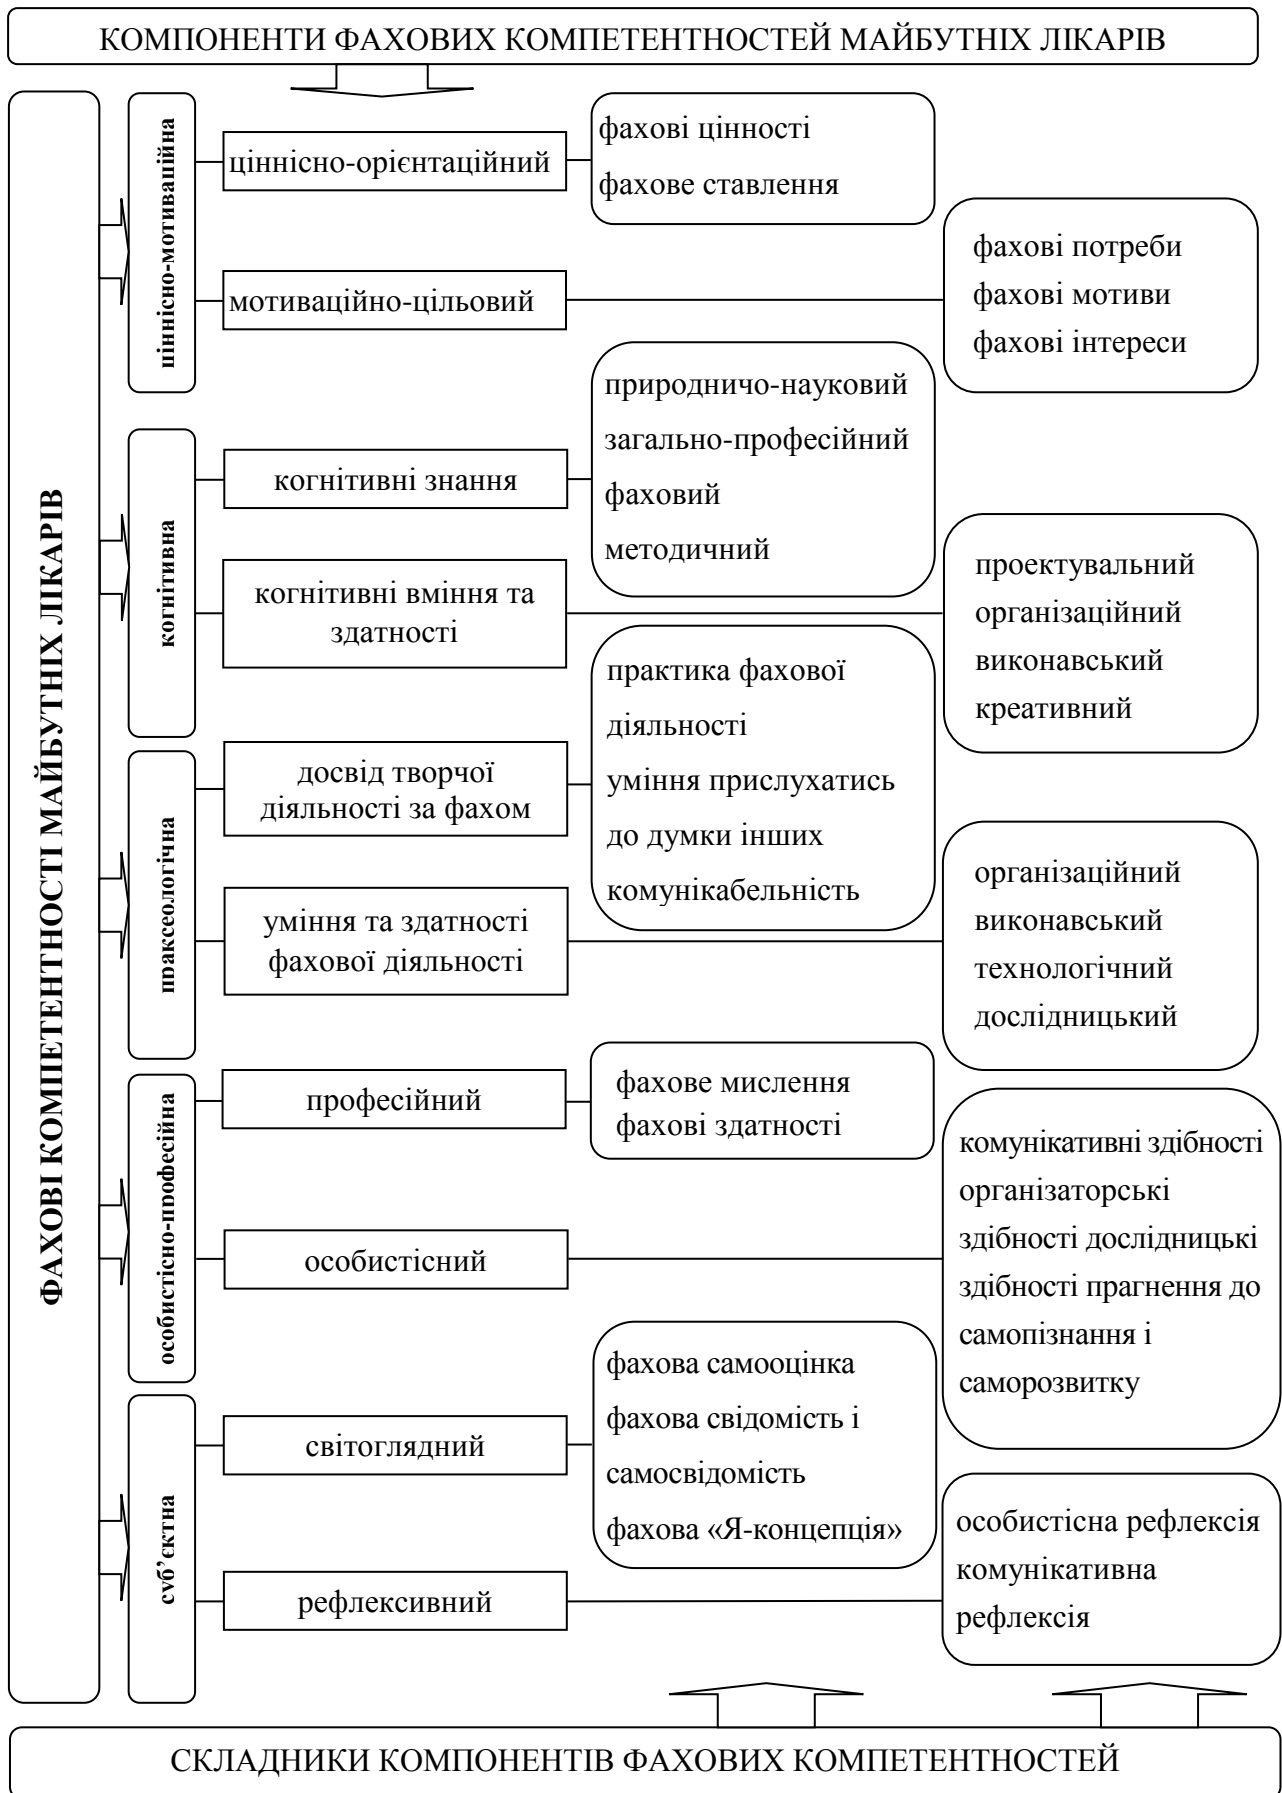 КОМПОНЕНТИ ФАХОВИХ КОМПЕТЕНТНОСТЕЙ МАЙБУТНІХ ЛІКАРІВ
ФАХОВІ КОМПЕТЕНТНОСТІ МАЙБУТНІХ ЛІКАРІВ
ціннісно-мотиваційна
ціннісно-орієнтаційний
фахові цінності
фахове ставлення
мотиваційно-цільовий
фахові потреби
фахові мотиви
фахові інтереси
когнітивна
когнітивні знання
природничо-науковий
загально-професійний
фаховий
методичний
когнітивні вміння та
здатності
проектувальний
організаційний
виконавський
креативний
праксеологічна
досвід творчої
діяльності за фахом
практика фахової
діяльності
уміння прислухатись
до думки інших
комунікабельність
уміння та здатності
фахової діяльності
організаційний
виконавський
технологічний
дослідницький
особистісно-професійна
професійний
фахове мислення
фахові здатності
особистісний
комунікативні здібності
організаторські
здібності дослідницькі
здібності прагнення до
самопізнання і
саморозвитку
суб’єктна
світоглядний
фахова самооцінка
фахова свідомість і
самосвідомість
фахова «Я-концепція»
рефлексивний
особистісна рефлексія
комунікативна
рефлексія
СКЛАДНИКИ КОМПОНЕНТІВ ФАХОВИХ КОМПЕТЕНТНОСТЕЙ